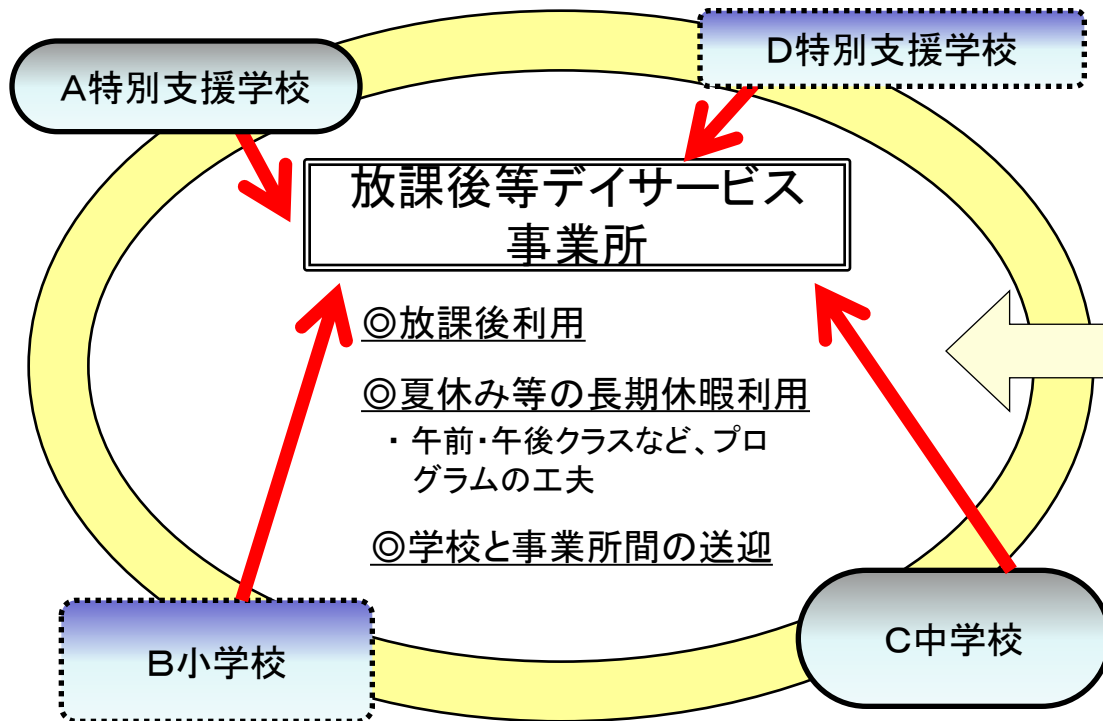 A特別支援学校
D特別支援学校
放課後等デイサービス
事業所
◎放課後利用
◎夏休み等の長期休暇利用
・ 午前・午後クラスなど、プロ
グラムの工夫
◎学校と事業所間の送迎
B小学校
C中学校